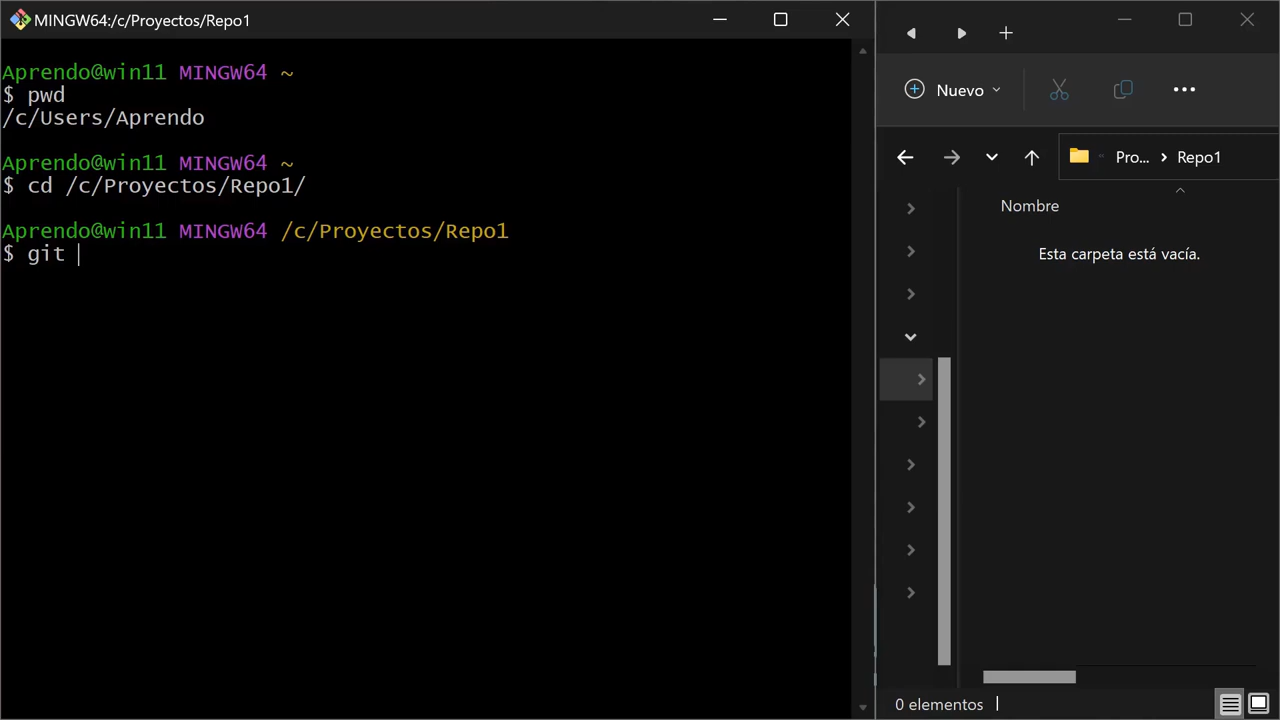 MINGW64:/c/Proyectos/Repo1
Aprendo@win11 MINGW64 ~
$ pwd
/c/Users/Aprendo
Aprendo@win11 MINGW64 ~
$ cd /c/Proyectos/Repo1/
Aprendo@win11 MINGW64 /c/Proyectos/Repo1
$ git
Nuevo
Pro... > Repo1
Nombre
Esta carpeta está vacía.
0 elementos